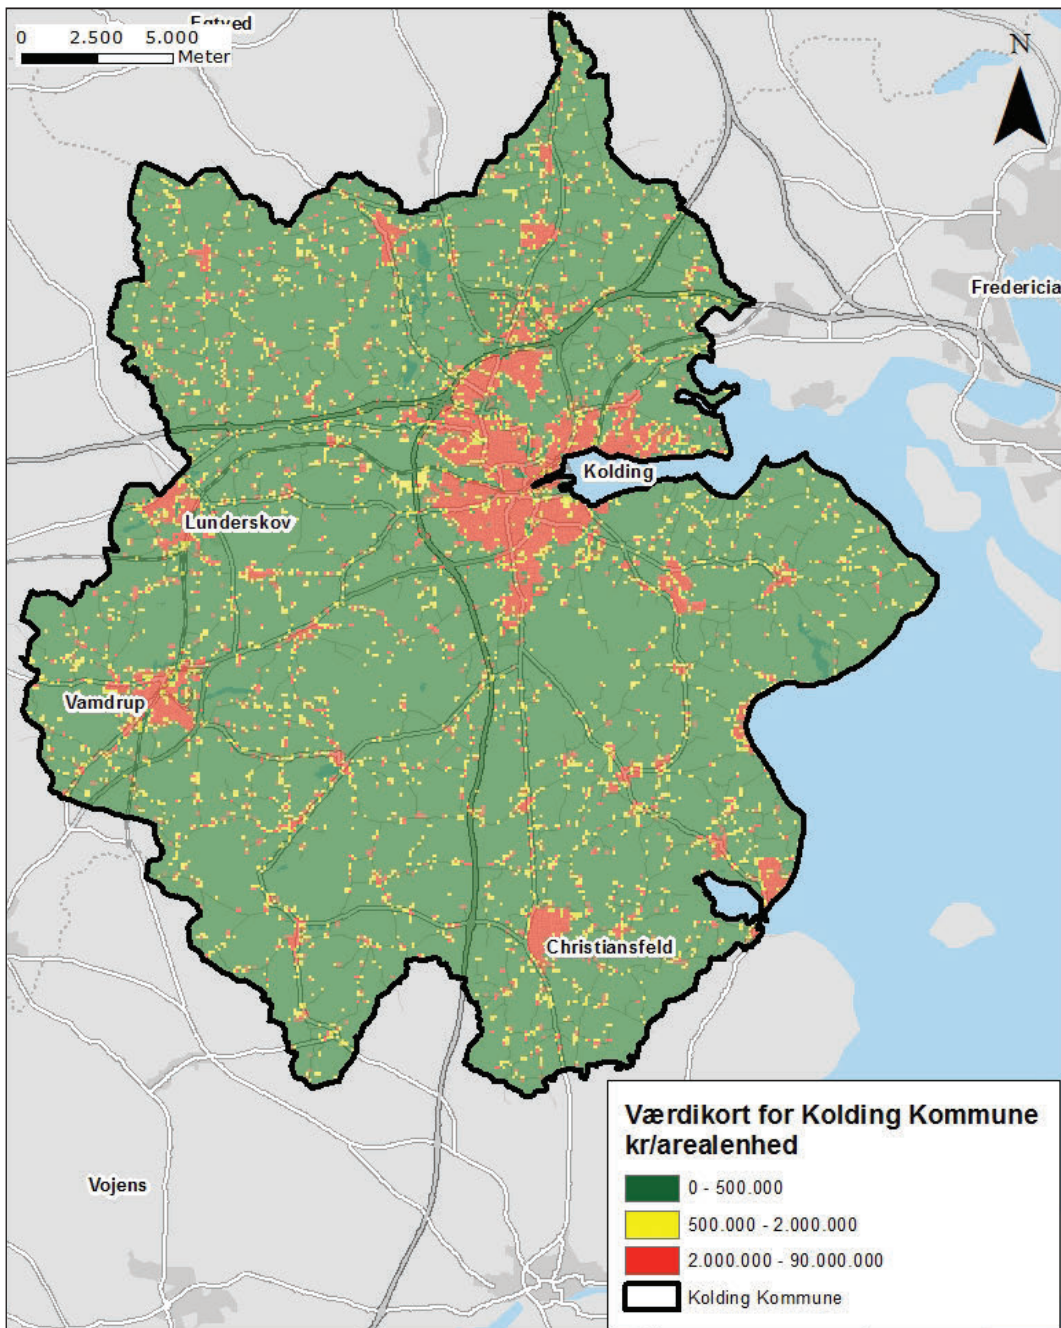 Egtved
0 2.500 5.000
Meter
N
Fredericia
Kolding
Lunderskov
Vamdrup
Christiansfeld
Vojens
Værdikort for Kolding Kommune
kr/arealenhed
0 - 500.000
500.000 - 2.000.000
2.000.000 - 90.000.000
Kolding Kommune